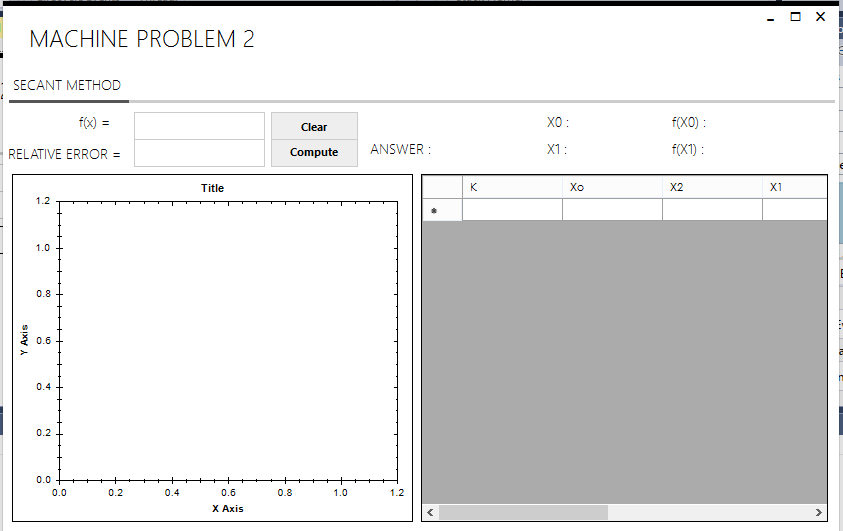 MACHINE PROBLEM 2
SECANT METHOD
f(x) =
Clear
X0 :
f(X0) :
RELATIVE ERROR =
Compute
ANSWER :
X1 :
f(X1) :
Title
1.2
1.0
0.8
0.6
0.4
0.2
0.0
Y Axis
0.0 0.2 0.4 0.6 0.8 1.0 1.2
X Axis
K Xo X2 X1